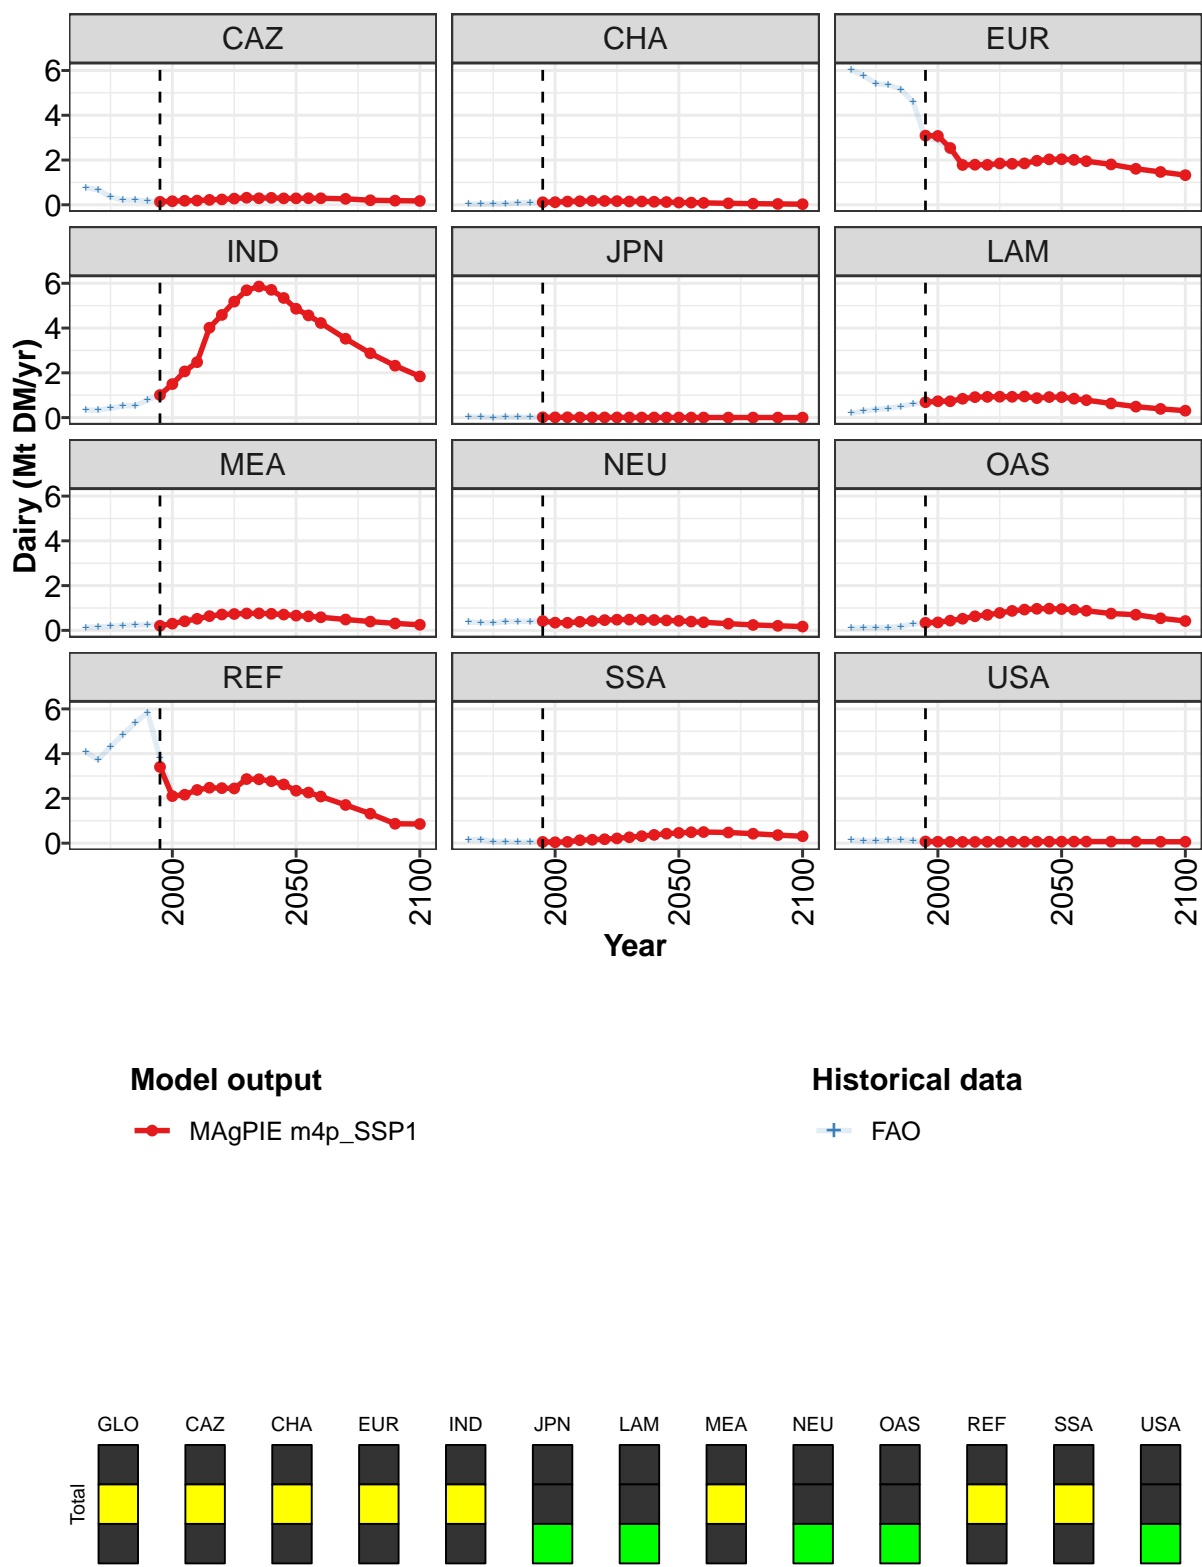 CAZ CHA EUR
6
4
2
0
IND JPN LAM
6
4
2
0
MEA NEU OAS
6
4
2
0
REF SSA USA
6
4
2
0
Dairy (Mt DM/yr)
2000 2050 2100 2000 2050 2100 2000 2050 2100
Year
Model output Historical data
MAgPIE m4p_SSP1 FAO
GLO CAZ CHA EUR IND JPN LAM MEA NEU OAS REF SSA USA
Total